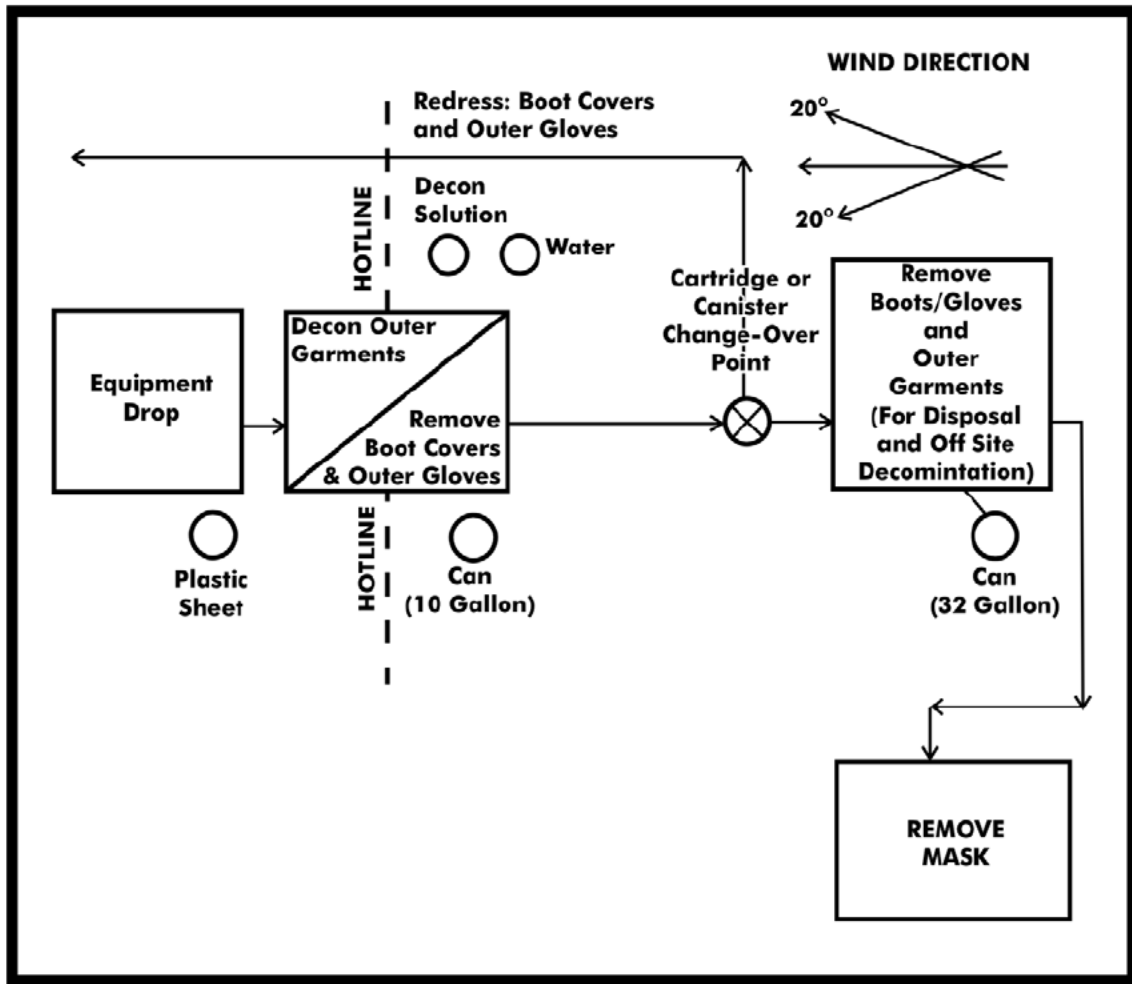 WIND DIRECTION
20°
20°
Redress: Boot Covers
and Outer Gloves
HOTLINE
Decon
Solution
Water
Equipment
Drop
Decon Outer
Garments
Remove
Boot Covers
& Outer Gloves
Cartridge or
Canister
Change-Over
Point
Remove
Boots/Gloves
and
Outer
Garments
(For Disposal
and Off Site
Decomintation)
Plastic
Sheet
HOTLINE
Can
(10 Gallon)
Can
(32 Gallon)
REMOVE
MASK